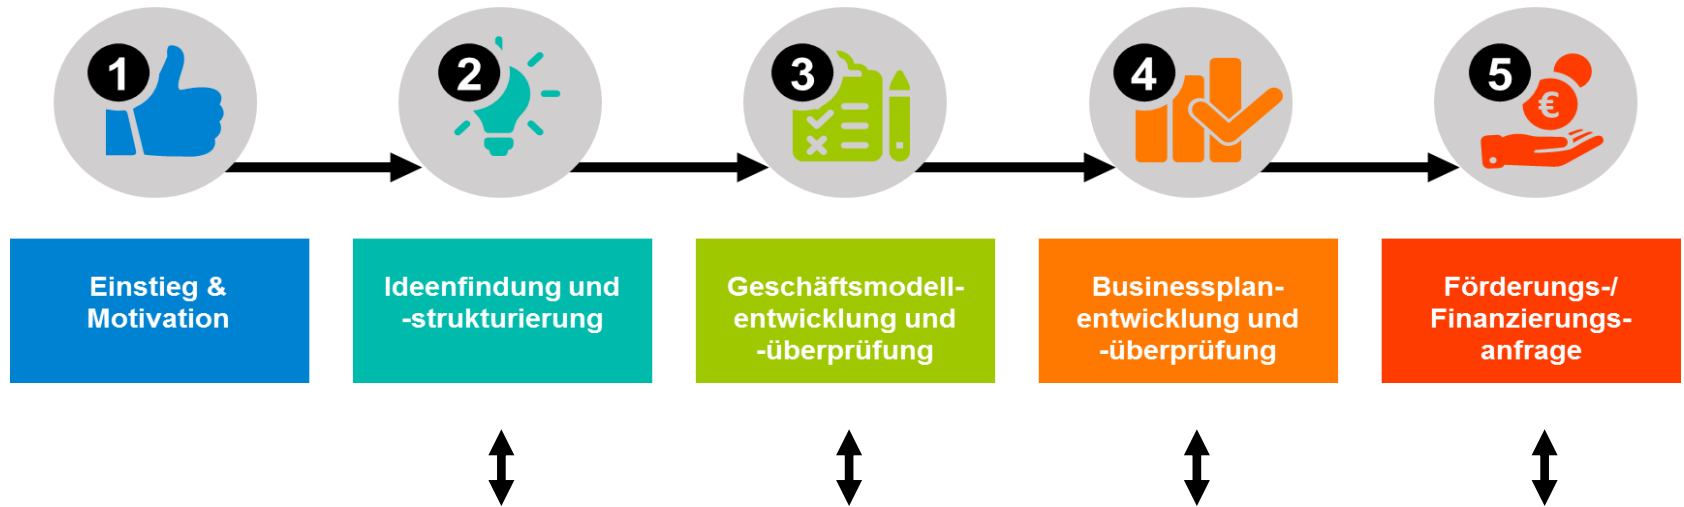 1
2
3
4
5
€
Einstieg &
Motivation
Ideenfindung und
-strukturierung
Geschäftsmodell-
entwicklung und
-überprüfung
Businessplan-
entwicklung und
-überprüfung
Förderungs-/
Finanzierungs-
anfrage